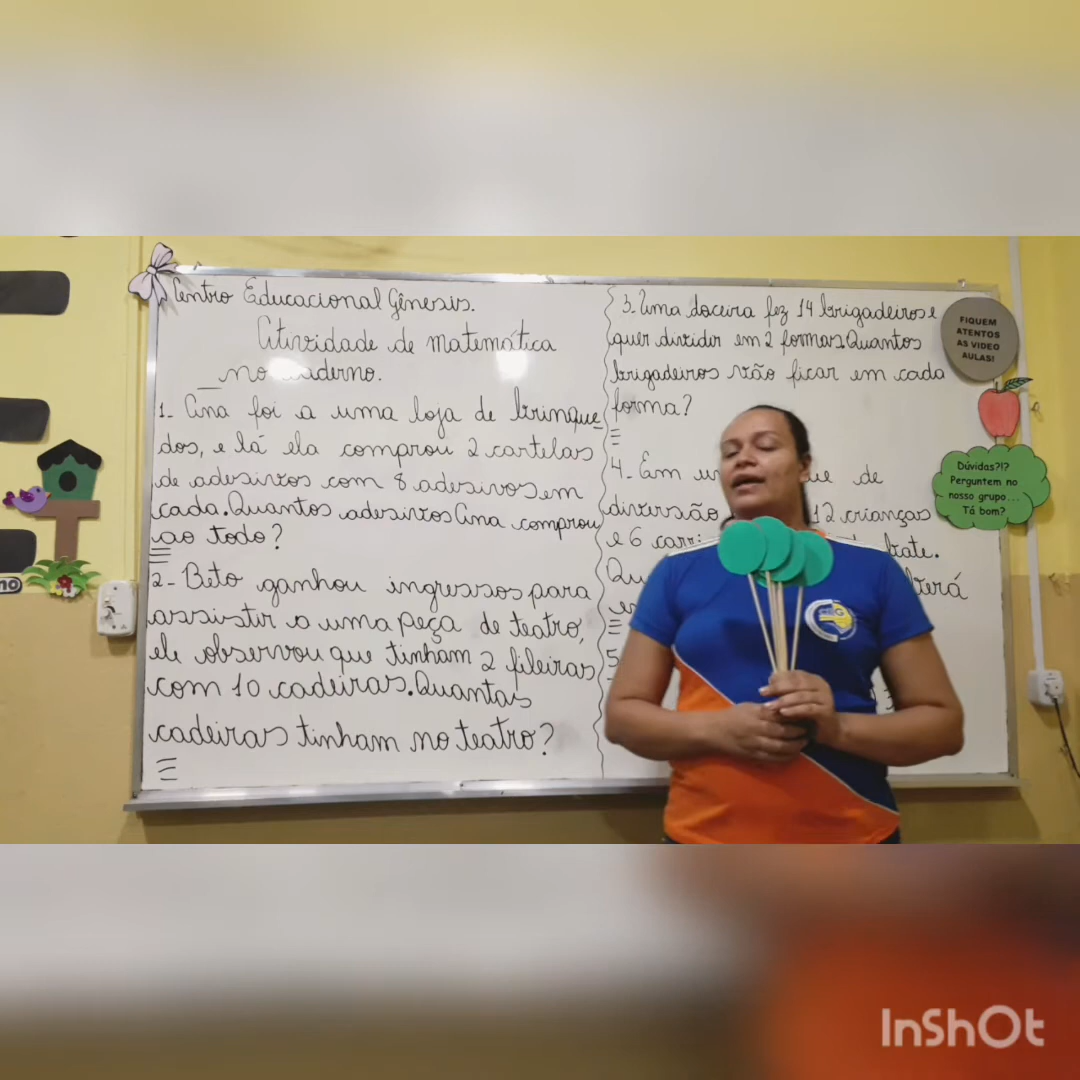 Centro Educacional Gênesis.
Atividade de matemática
no caderno.
1- Ana foi a uma loja de brinque
dos, e lá ela comprou 2 cartelas
de adesivos com 8 adesivos em
cada. Quantos adesivos Ana comprou
ao todo?
2- Beto ganhou ingressos para
assistir a uma peça de teatro,
ele observou que tinham 2 fileiras
com 10 cadeiras. Quantas
cadeiras tinham no teatro?
3- Uma doceira fez 14 brigadeiros e
quer dividir em 2 formas. Quantos
brigadeiros vão ficar em cada
forma?
4- Em de
diversão 12 crianças
e 6
5
FIQUEM
ATENTOS
AS VIDEO
AULAS!
Dúvidas?!?
Perguntem no
nosso grupo...
Tá bom?
InShOt